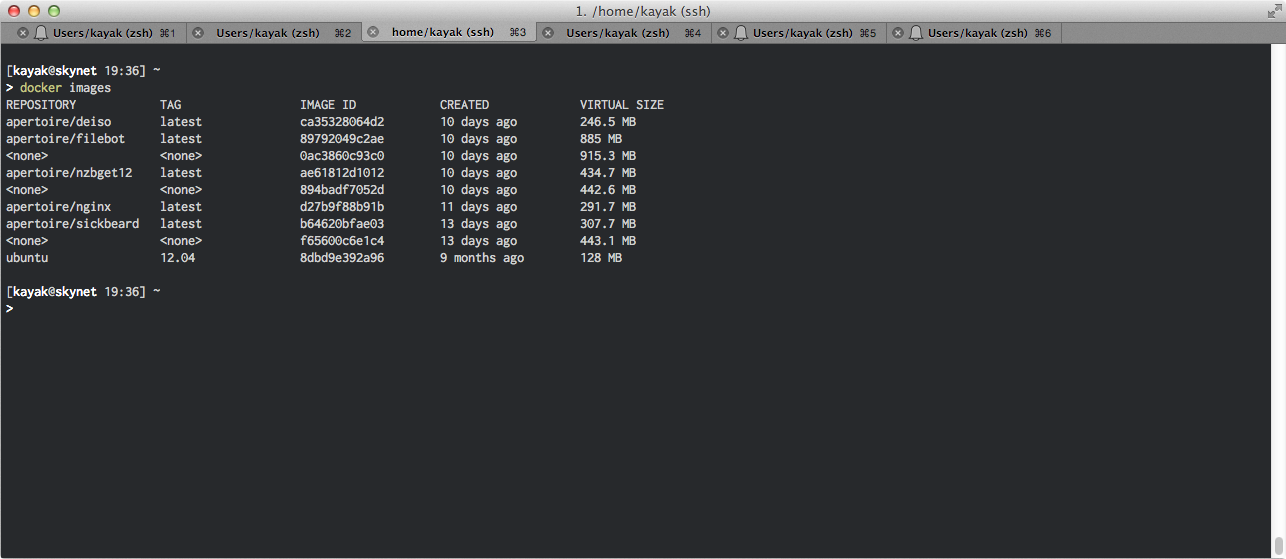 1. /home/kayak (ssh)
Users/kayak (zsh) ⌘1 Users/kayak (zsh) ⌘2 home/kayak (ssh) ⌘3 Users/kayak (zsh) ⌘4 Users/kayak (zsh) ⌘5 Users/kayak (zsh) ⌘6
[kayak@skynet 19:36] ~
> docker images
REPOSITORY TAG IMAGE ID CREATED VIRTUAL SIZE
apertoire/deiso latest ca35328064d2 10 days ago 246.5 MB
apertoire/filebot latest 89792049c2ae 10 days ago 885 MB
<none> <none> 0ac3860c93c0 10 days ago 915.3 MB
apertoire/nzbget12 latest ae61812d1012 10 days ago 434.7 MB
<none> <none> 894badf7052d 10 days ago 442.6 MB
apertoire/nginx latest d27b9f88b91b 11 days ago 291.7 MB
apertoire/sickbeard latest b64620bfae03 13 days ago 307.7 MB
<none> <none> f65600c6e1c4 13 days ago 443.1 MB
ubuntu 12.04 8dbd9e392a96 9 months ago 128 MB
[kayak@skynet 19:36] ~
>